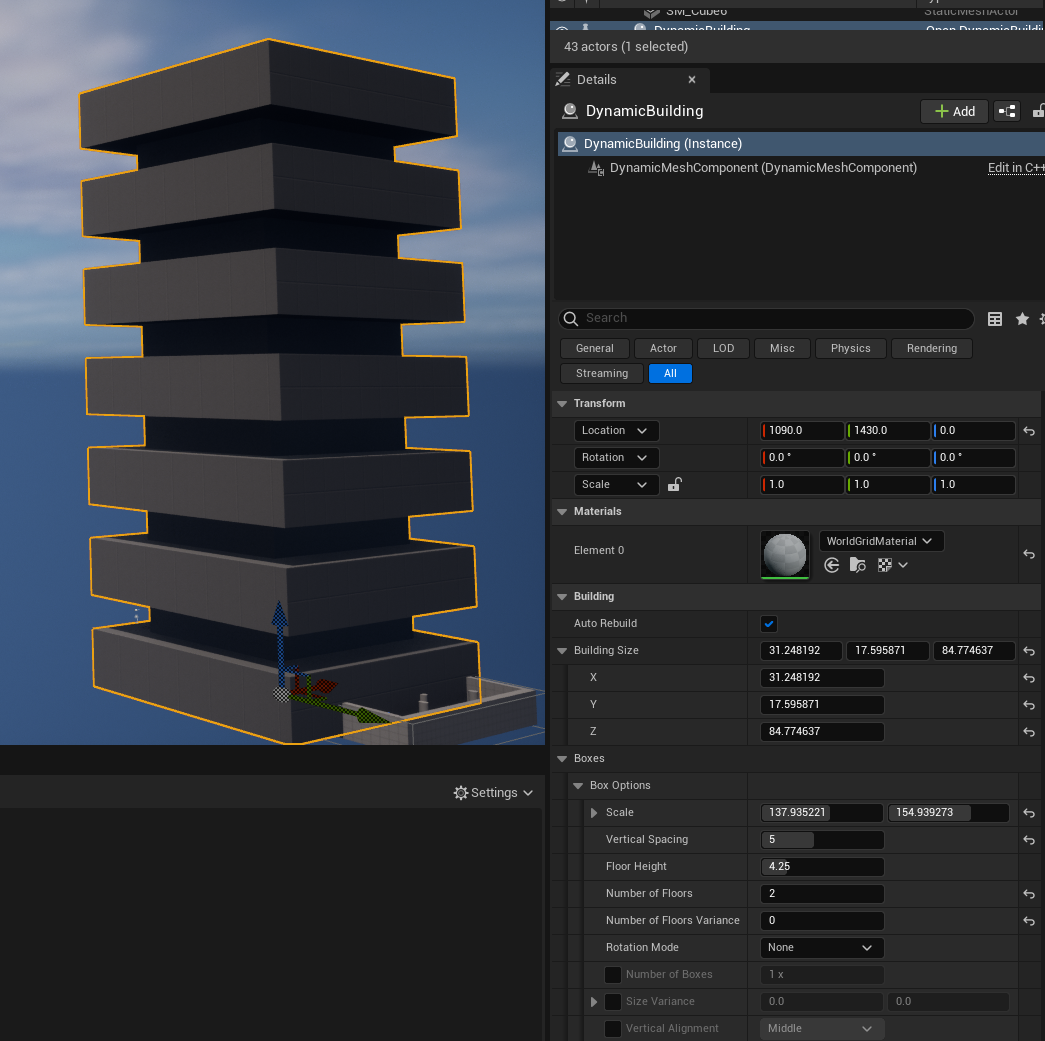 SM_Cube6
StaticMeshActor
DynamicBuilding
Open DynamicBuildi
43 actors (1 selected)
Details
DynamicBuilding
Add
DynamicBuilding (Instance)
DynamicMeshComponent (DynamicMeshComponent)
Edit in C++
Search
General
Actor
LOD
Misc
Physics
Rendering
Streaming
All
Transform
Location
1090.0
1430.0
0.0
Rotation
0.0 °
0.0 °
0.0 °
Scale
1.0
1.0
1.0
Materials
Element 0
WorldGridMaterial
Building
Auto Rebuild
Building Size
31.248192
17.595871
84.774637
X
31.248192
Y
17.595871
Z
84.774637
Boxes
Box Options
Settings
Scale
137.935221
154.939273
Vertical Spacing
5
Floor Height
4.25
Number of Floors
2
Number of Floors Variance
0
Rotation Mode
None
Number of Boxes
1 x
Size Variance
0.0
0.0
Vertical Alignment
Middle